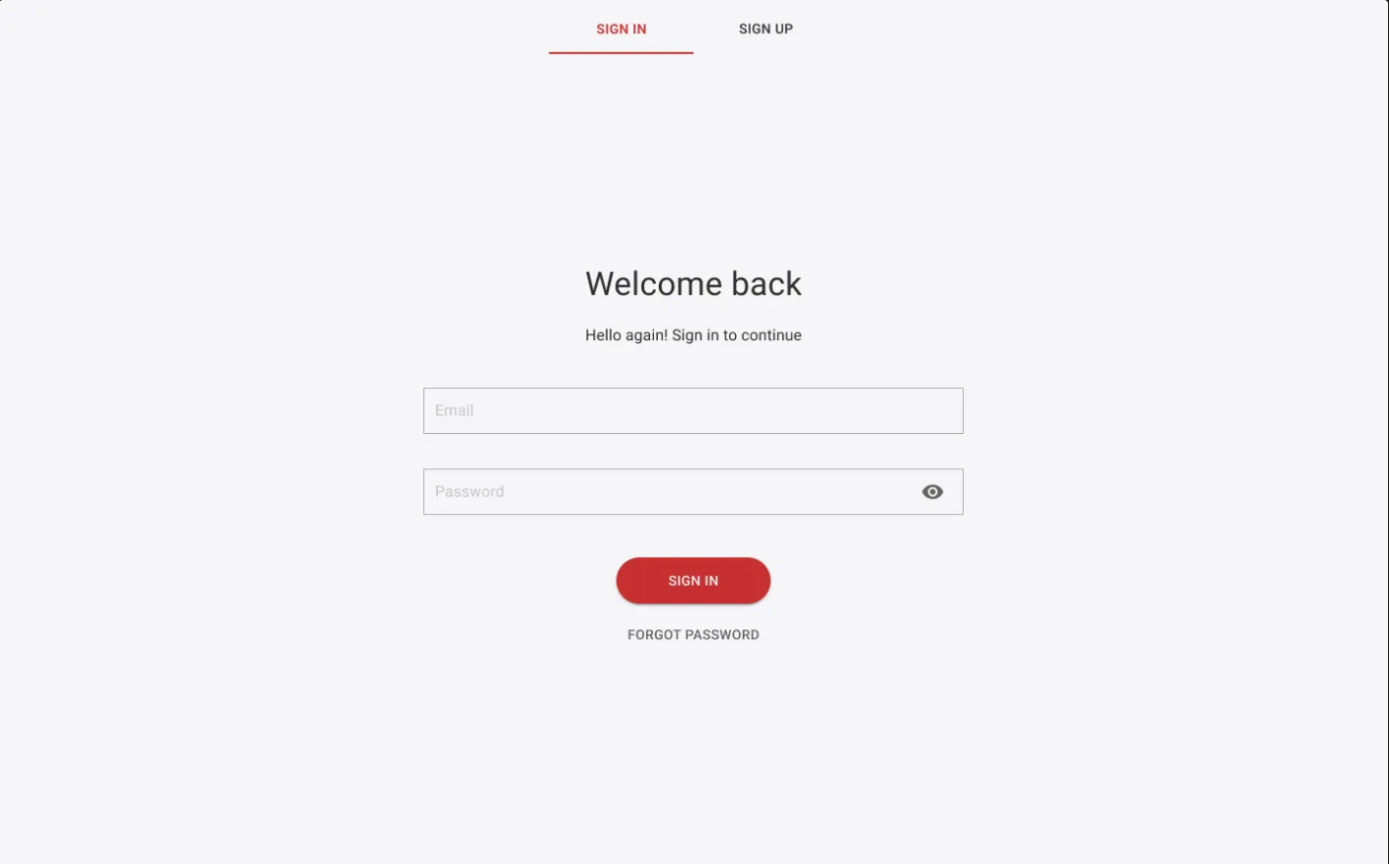 SIGN IN SIGN UP
Welcome back
Hello again! Sign in to continue
Email
Password
SIGN IN
FORGOT PASSWORD